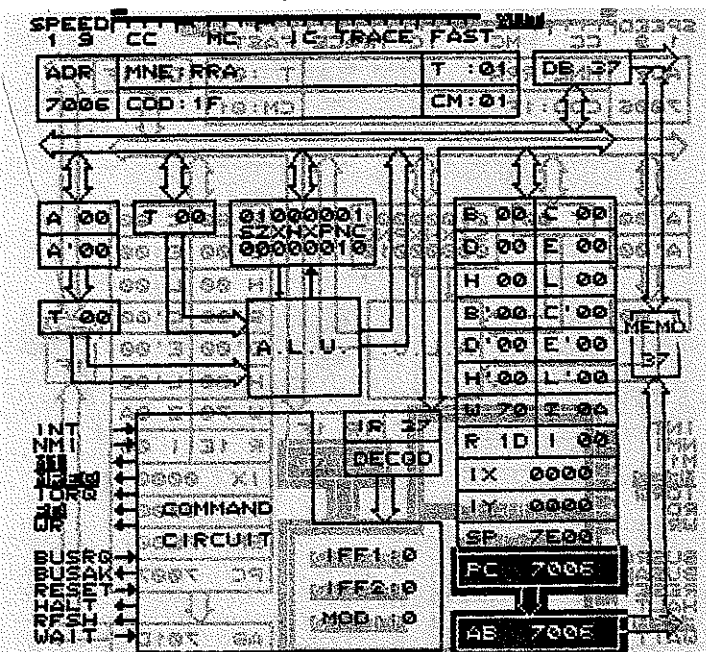 SPEED
1 9 CC MC IC TRACE FAST
ADR MNE:RRA T :01 DB 37
7006 COD:1F CM:01
A 00 T 00 01000001 B 00 C 00
SZXHXPNC
A'00 00000010 D 00 E 00
H 00 L 00
T 00 B'00 C'00
A.L.U. MEMO
D'00 E'00
37
H'00 L'00
W 70 Z 0A
INT IR 37 R 1D I 00
NMI
DECOD
IX 0000
IORQ
COMMAND IY 0000
CIRCUIT SP 7E00
BUSRQ IFF1:0 PC 7006
BUSAK
RESET IFF2:0
HALT
RFSH MOD :0
WAIT AB 7006